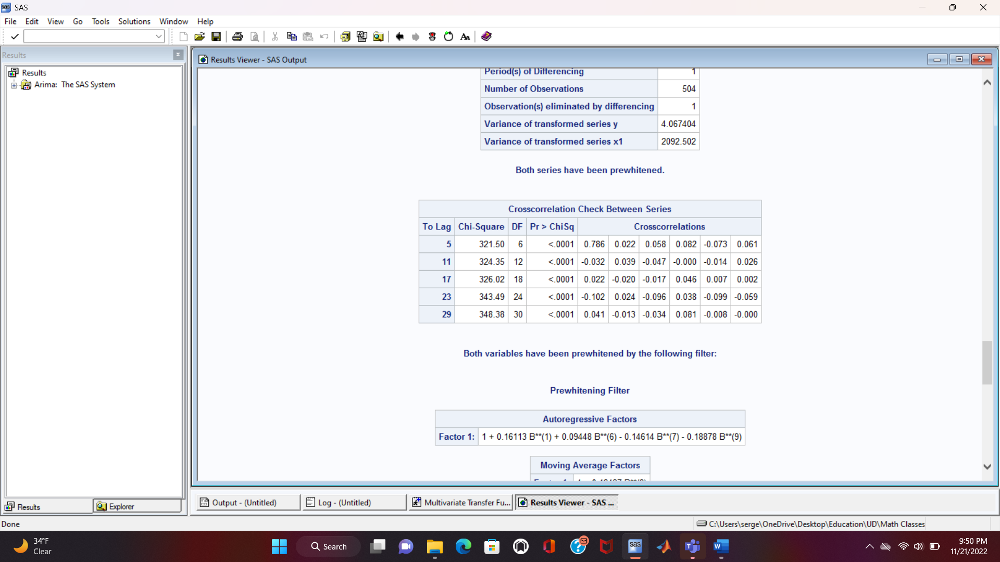 SAS
File Edit View Go Tools Solutions Window Help
Results
Results Viewer - SAS Output
Results
Arima: The SAS System
Period(s) of Differencing 1
Number of Observations 504
Observation(s) eliminated by differencing 1
Variance of transformed series y 4.067404
Variance of transformed series x1 2092.502
Both series have been prewhitened.
Crosscorrelation Check Between Series
To Lag Chi-Square DF Pr > ChiSq Crosscorrelations
5 321.50 6 <.0001 0.786 0.022 0.058 0.082 -0.073 0.061
11 324.35 12 <.0001 -0.032 0.039 -0.047 -0.000 -0.014 0.026
17 326.02 18 <.0001 0.022 -0.020 -0.017 0.046 0.007 0.002
23 343.49 24 <.0001 -0.102 0.024 -0.096 0.038 -0.099 -0.059
29 348.38 30 <.0001 0.041 -0.013 -0.034 0.081 -0.008 -0.000
Both variables have been prewhitened by the following filter:
Prewhitening Filter
Autoregressive Factors
Factor 1: 1 + 0.16113 B**(1) + 0.09448 B**(6) - 0.14614 B**(7) - 0.18878 B**(9)
Moving Average Factors
Results Explorer
Output - (Untitled) Log - (Untitled) Multivariate Transfer Fu... Results Viewer - SAS ...
Done C:\Users\serge\OneDrive\Desktop\Education\UD\Math Classes
34°F
Clear
Search
9:50 PM
11/21/2022